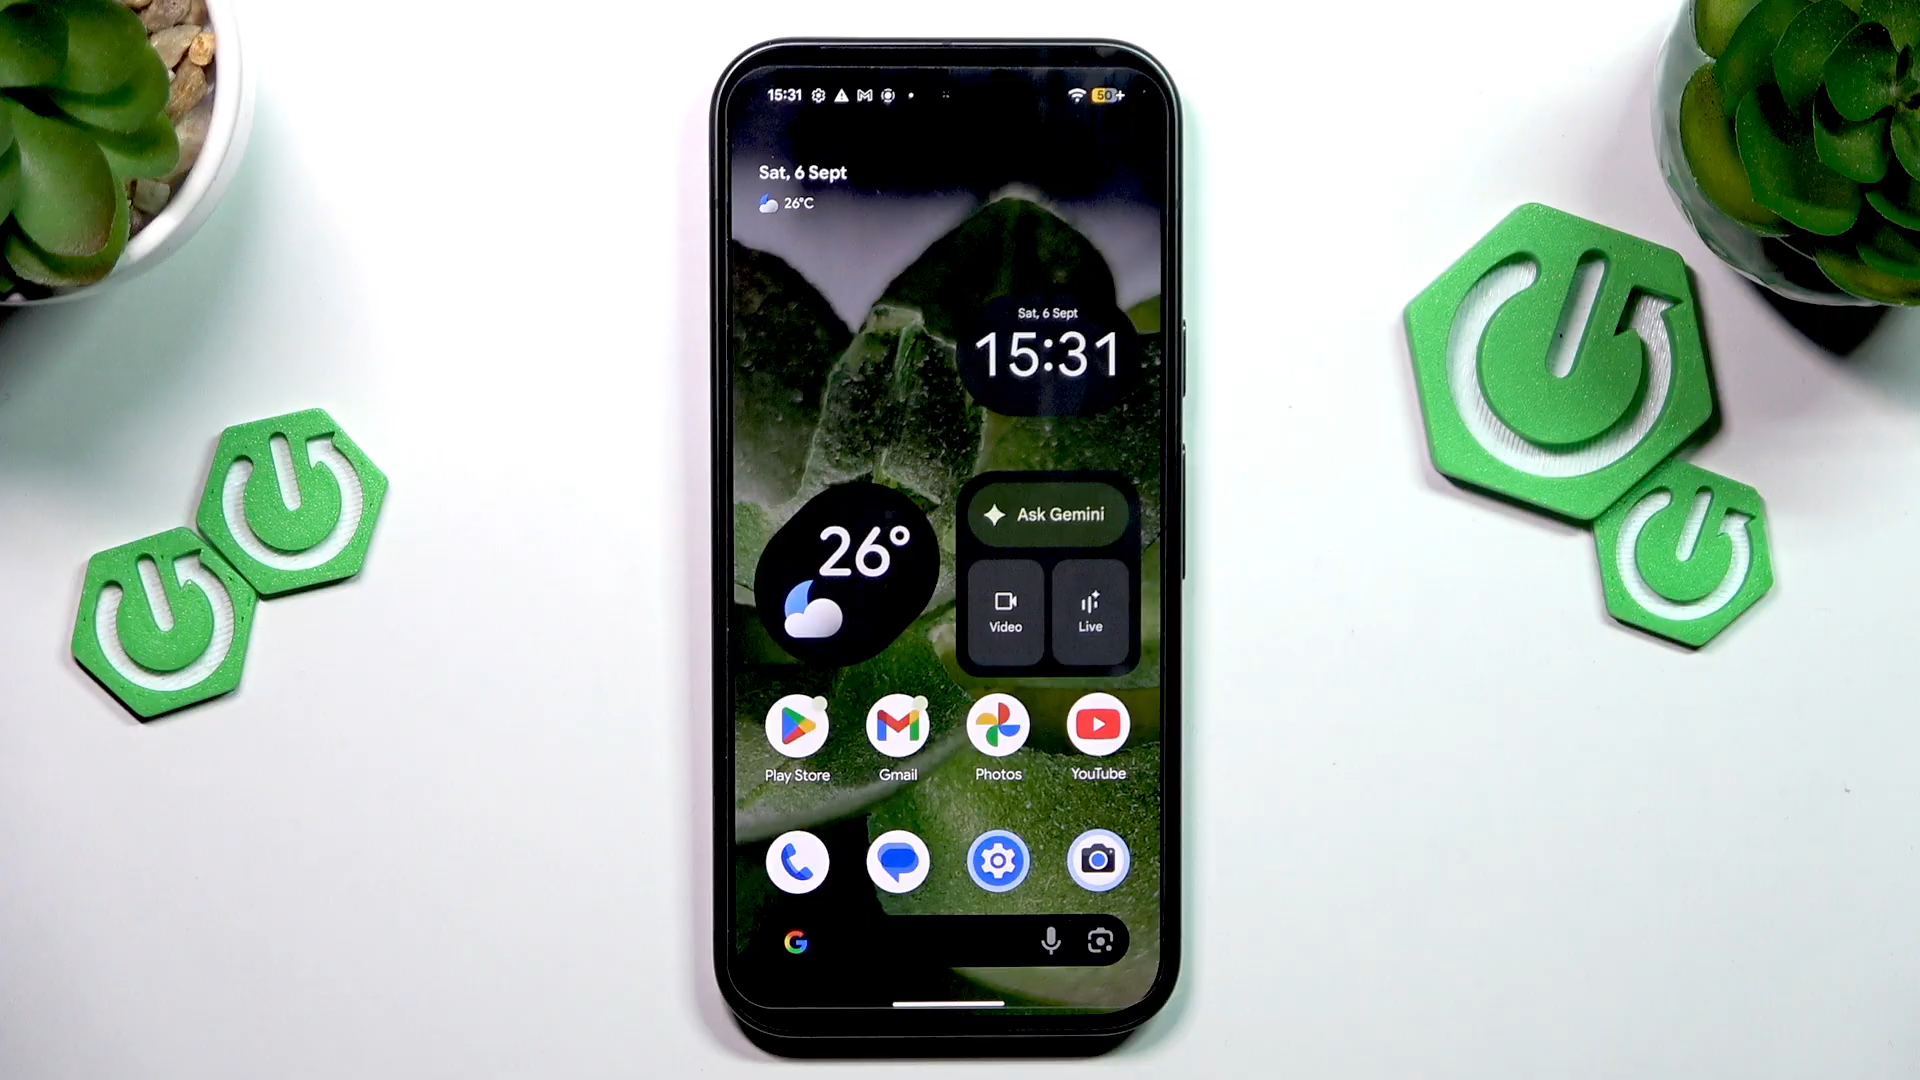 15:31
50+
Sat, 6 Sept
26°C
Sat, 6 Sept
15:31
26°
Ask Gemini
Video
Live
Play Store
Gmail
Photos
YouTube